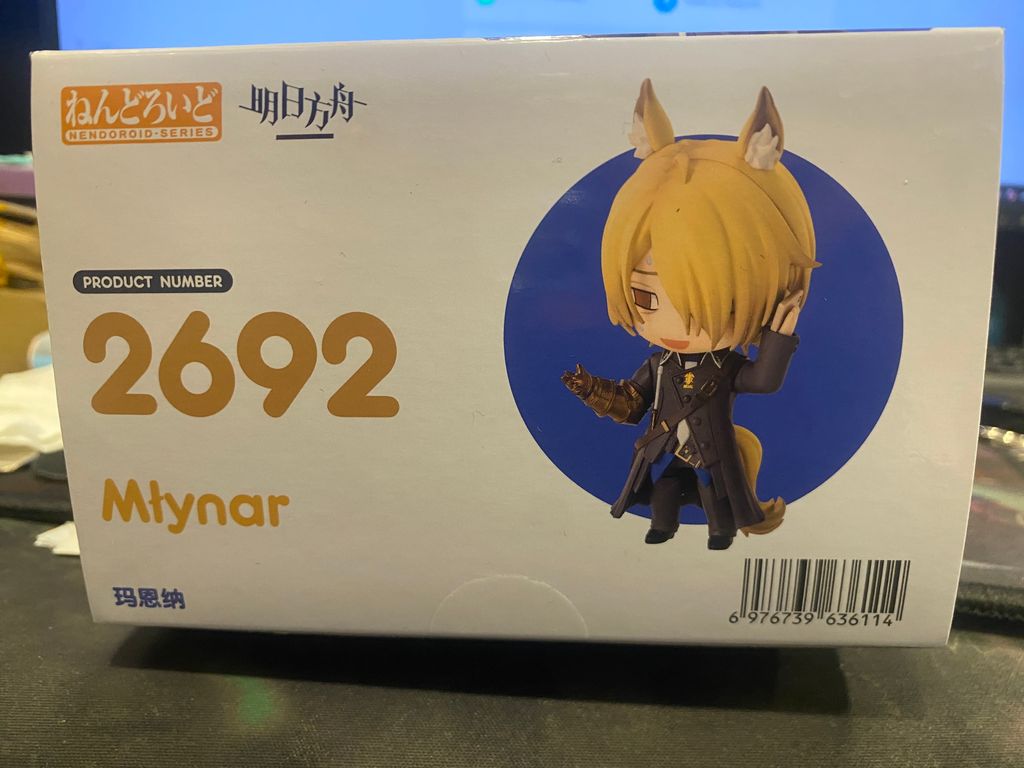 ねんどろいど
NENDOROID-SERIES
明日方舟
PRODUCT NUMBER
2692
Młynar
玛恩纳
6 976739 636114